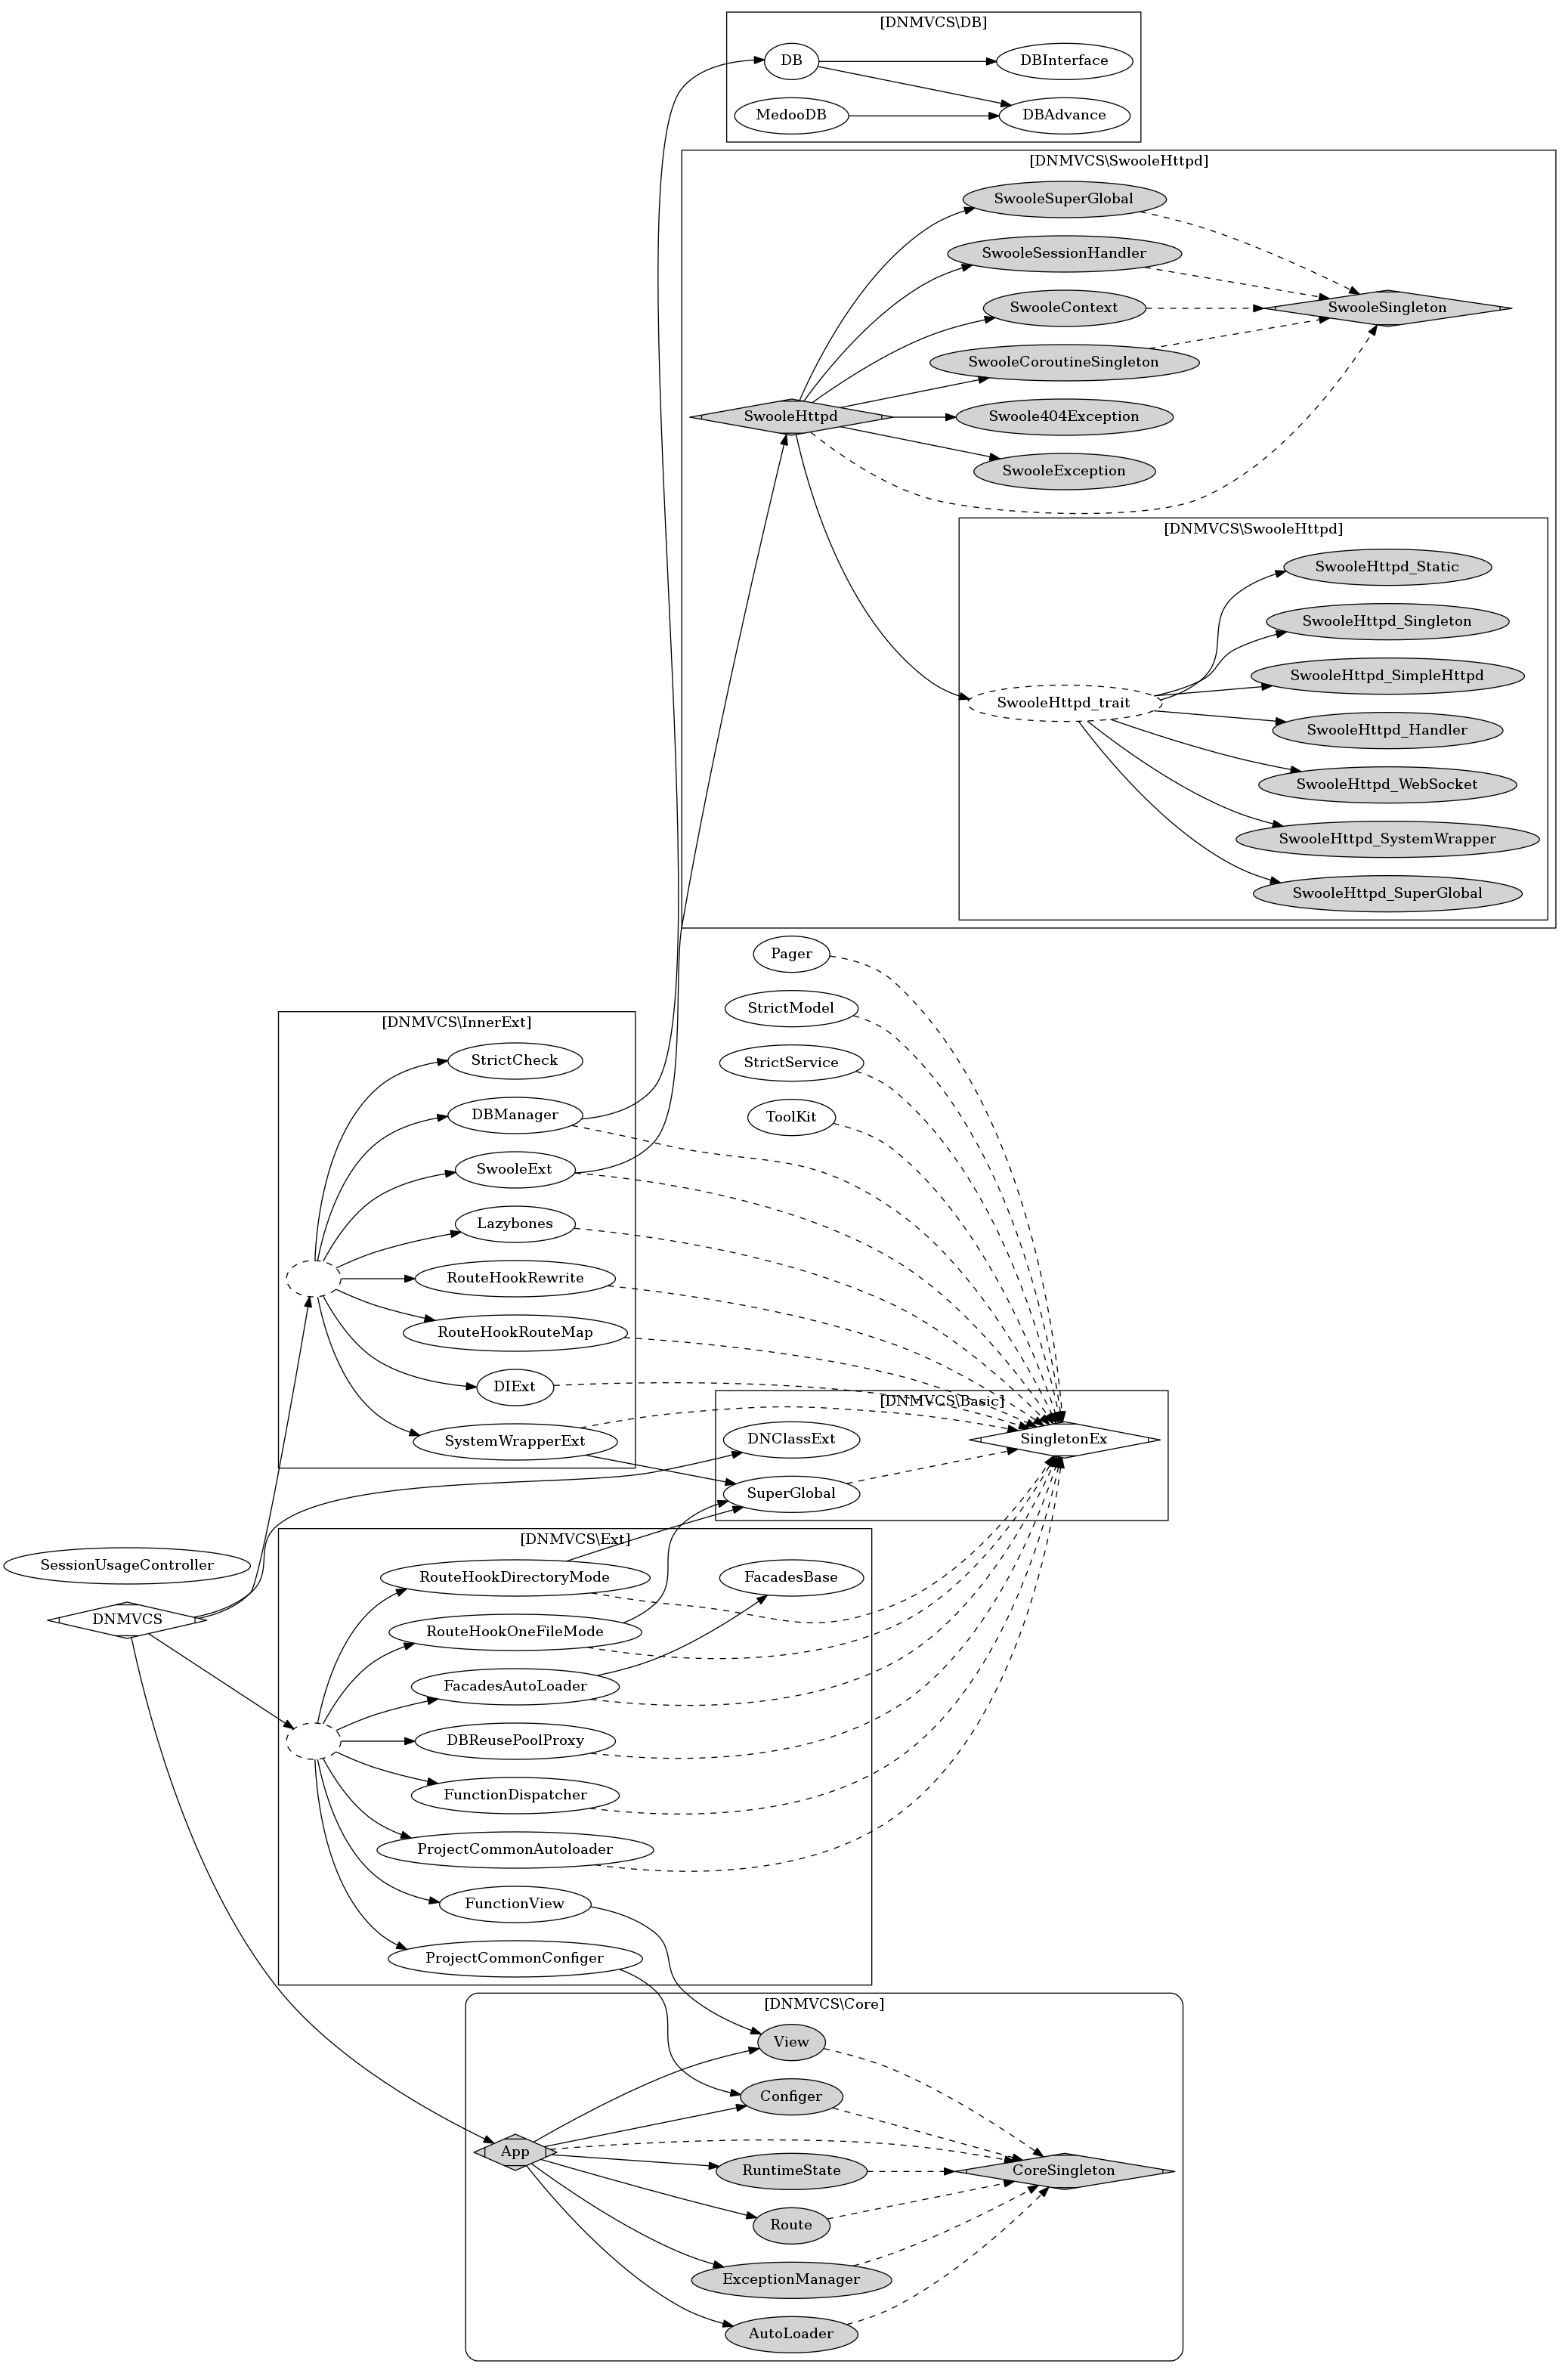 [DNMVCS\DB]
DB
DBInterface
MedooDB
DBAdvance
[DNMVCS\SwooleHttpd]
SwooleSuperGlobal
SwooleSessionHandler
SwooleContext
SwooleSingleton
SwooleCoroutineSingleton
SwooleHttpd
Swoole404Exception
SwooleException
[DNMVCS\SwooleHttpd]
SwooleHttpd_Static
SwooleHttpd_Singleton
SwooleHttpd_SimpleHttpd
SwooleHttpd_trait
SwooleHttpd_Handler
SwooleHttpd_WebSocket
SwooleHttpd_SystemWrapper
SwooleHttpd_SuperGlobal
Pager
StrictModel
StrictService
ToolKit
[DNMVCS\InnerExt]
StrictCheck
DBManager
SwooleExt
Lazybones
RouteHookRewrite
RouteHookRouteMap
DIExt
SystemWrapperExt
[DNMVCS\Basic]
DNClassExt
SingletonEx
SuperGlobal
SessionUsageController
DNMVCS
[DNMVCS\Ext]
RouteHookDirectoryMode
FacadesBase
RouteHookOneFileMode
FacadesAutoLoader
DBReusePoolProxy
FunctionDispatcher
ProjectCommonAutoloader
FunctionView
ProjectCommonConfiger
[DNMVCS\Core]
View
Configer
App
RuntimeState
CoreSingleton
Route
ExceptionManager
AutoLoader